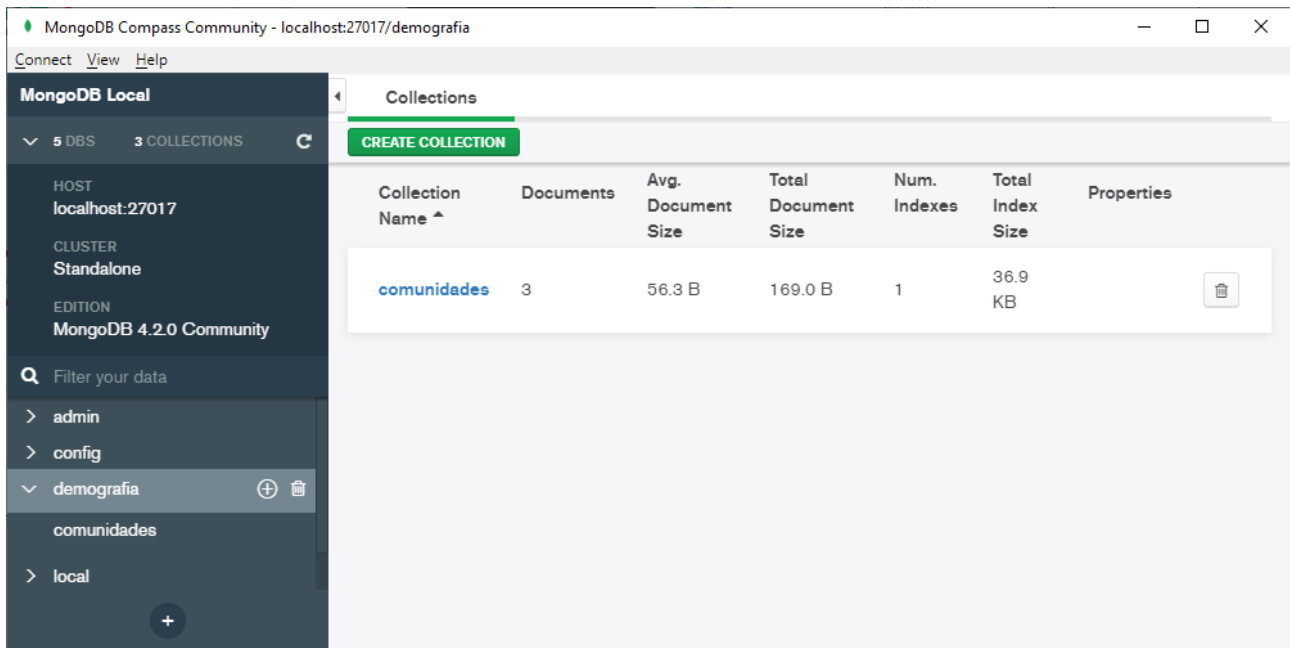 MongoDB Compass Community - localhost:27017/demografia
Connect View Help
MongoDB Local
5 DBS 3 COLLECTIONS
HOST
localhost:27017
CLUSTER
Standalone
EDITION
MongoDB 4.2.0 Community
Filter your data
admin
config
demografia
comunidades
local
Collections
CREATE COLLECTION
Collection Name
Documents
Avg. Document Size
Total Document Size
Num. Indexes
Total Index Size
Properties
comunidades 3 56.3 B 169.0 B 1 36.9 KB